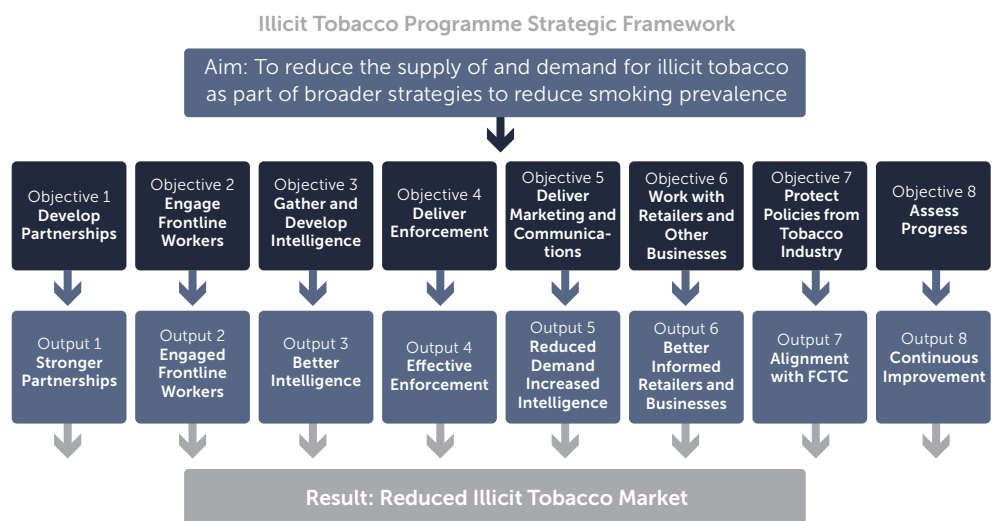 Illicit Tobacco Programme Strategic Framework
Aim: To reduce the supply of and demand for illicit tobacco
as part of broader strategies to reduce smoking prevalence
Objective 1
Develop
Partnerships
Objective 2
Engage
Frontline
Workers
Objective 3
Gather and
Develop
Intelligence
Objective 4
Deliver
Enforcement
Objective 5
Deliver
Marketing and
Communica-
tions
Objective 6
Work with
Retailers and
Other
Businesses
Objective 7
Protect
Policies from
Tobacco
Industry
Objective 8
Assess
Progress
Output 1
Stronger
Partnerships
Output 2
Engaged
Frontline
Workers
Output 3
Better
Intelligence
Output 4
Effective
Enforcement
Output 5
Reduced
Demand
Increased
Intelligence
Output 6
Better
Informed
Retailers and
Businesses
Output 7
Alignment
with FCTC
Output 8
Continuous
Improvement
Result: Reduced Illicit Tobacco Market